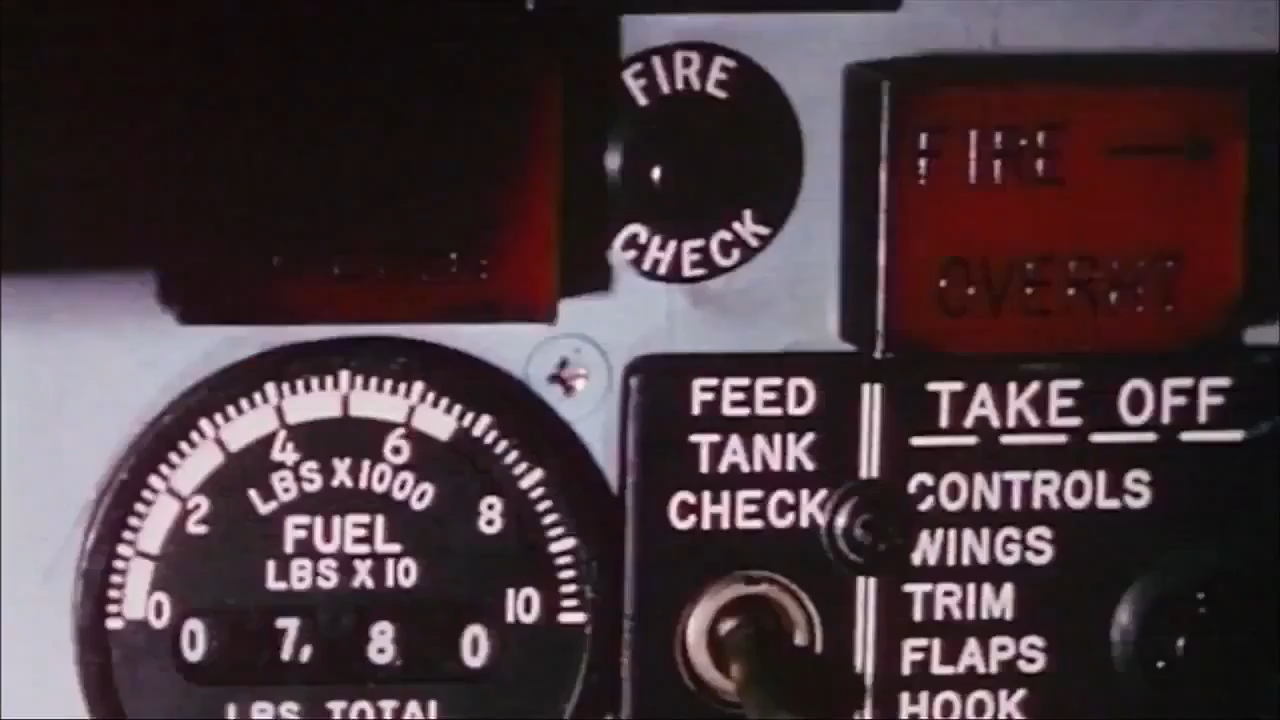 FIRE
CHECK
FIRE →
OVERHT
FEED
TANK
CHECK
TAKE OFF
CONTROLS
WINGS
TRIM
FLAPS
HOOK
0 2 4 6 8 10
LBS X 1000
FUEL
LBS X 10
0 7, 8 0
LBS TOTAL